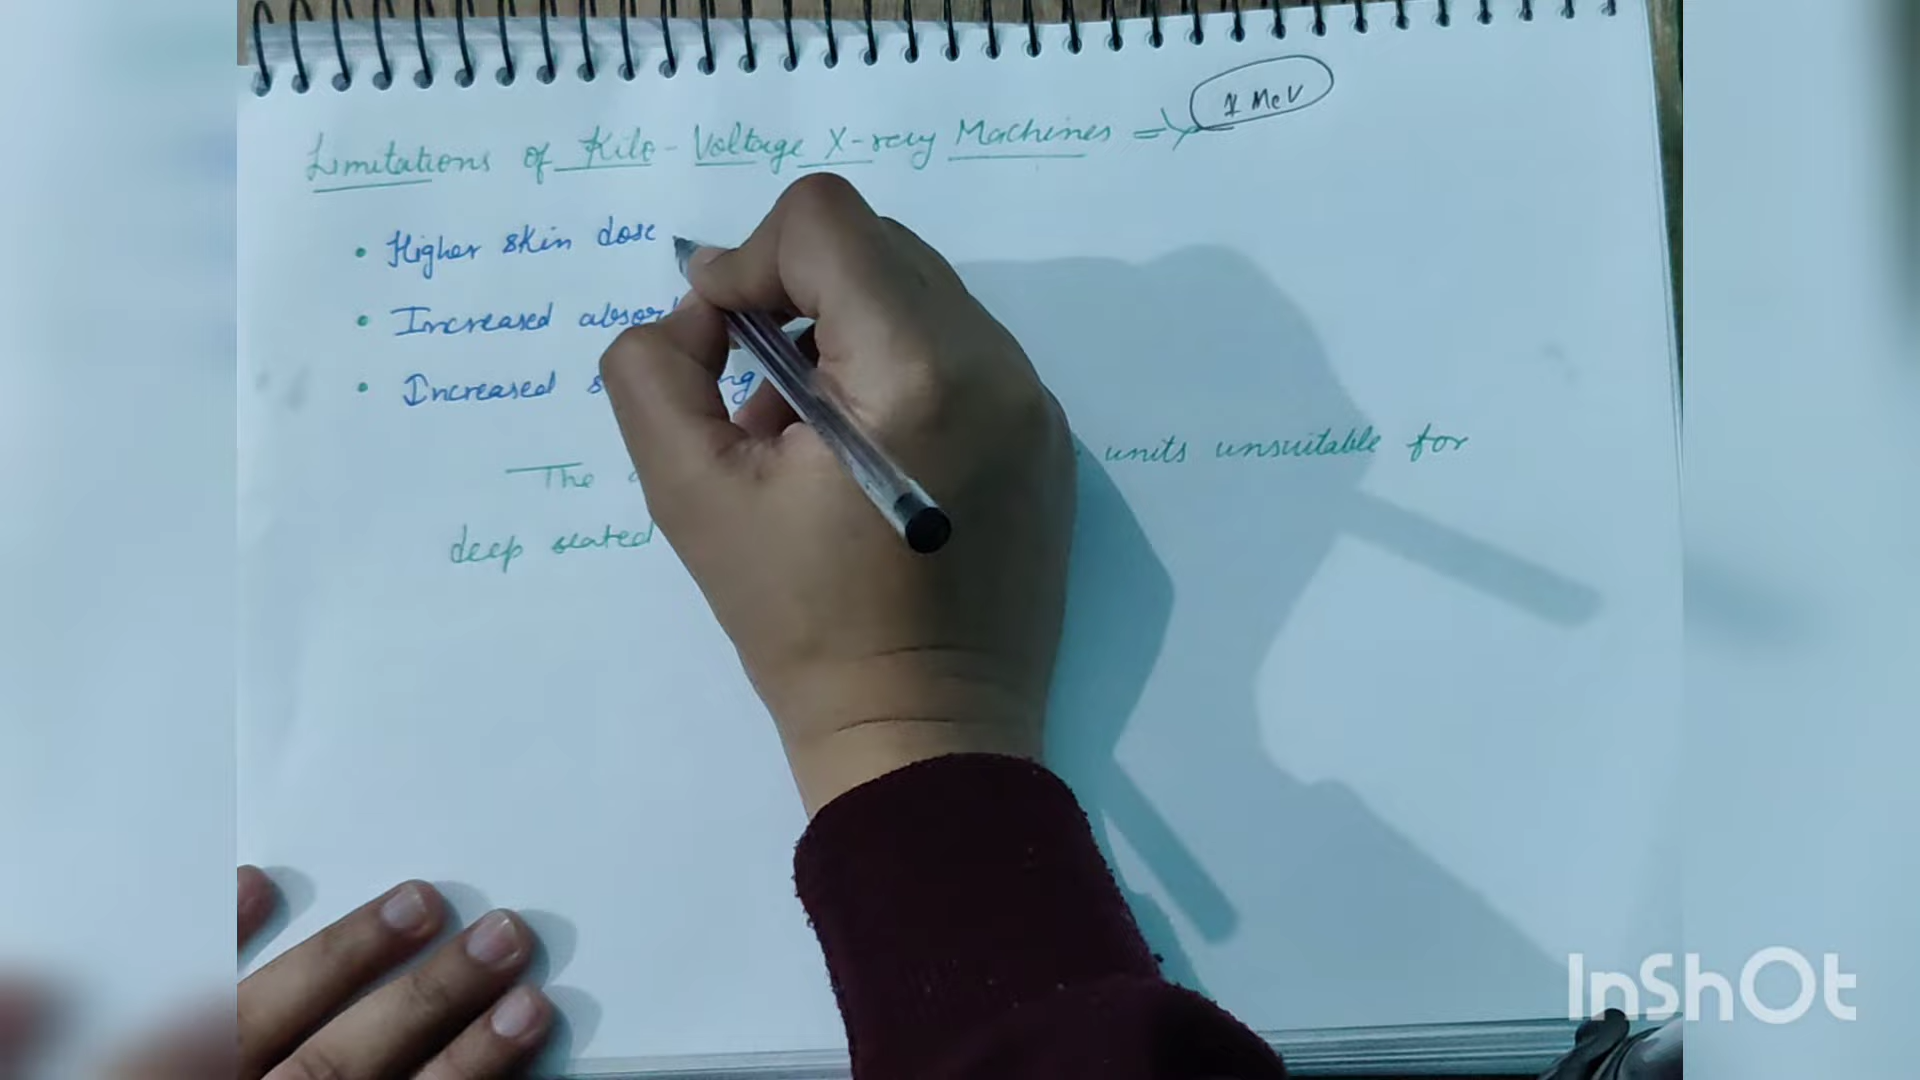 1 MeV
Limitations of Kilo-Voltage X-ray Machines =>
• Higher skin dose
• Increased
• Increased
The units unsuitable for
deep seated
InShOt